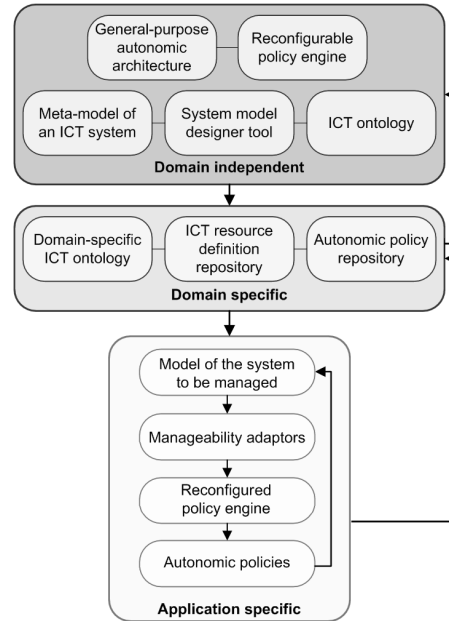 General-purpose
autonomic
architecture
Reconfigurable
policy engine
Meta-model of
an ICT system
System model
designer tool
ICT ontology
Domain independent
Domain-specific
ICT ontology
ICT resource
definition
repository
Autonomic policy
repository
Domain specific
Model of the system
to be managed
Manageability adaptors
Reconfigured
policy engine
Autonomic policies
Application specific